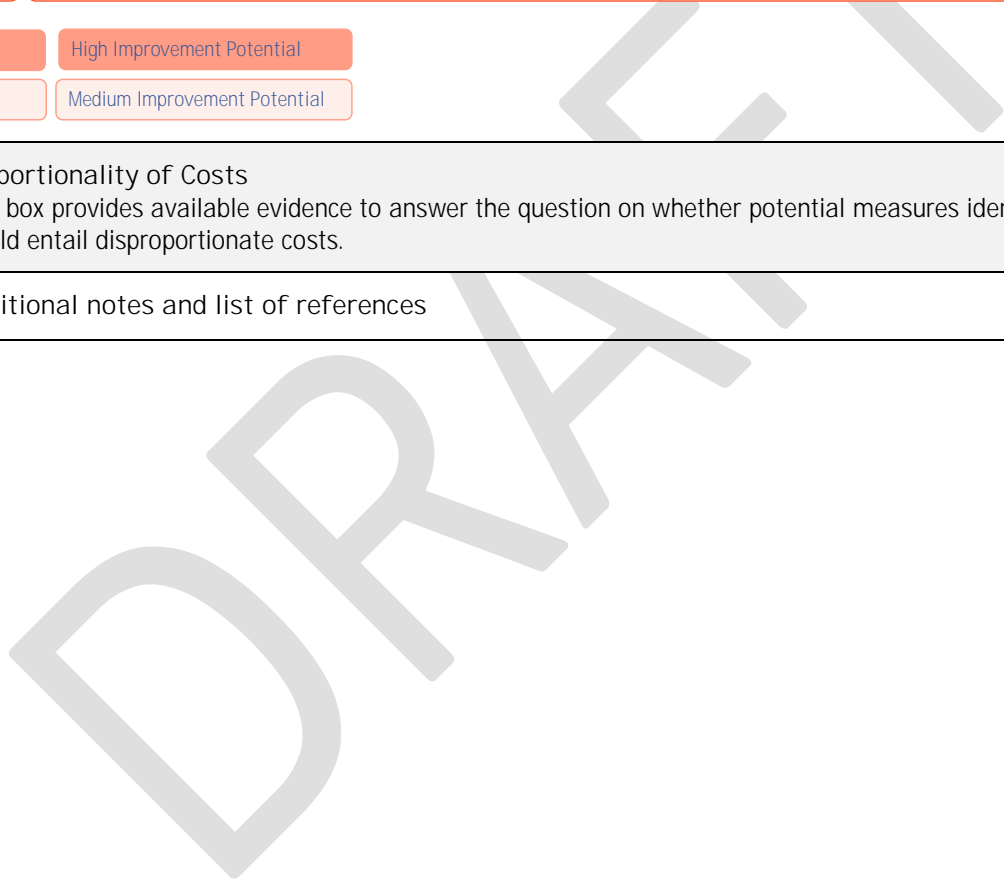 High Improvement Potential
Medium Improvement Potential
portionality of Costs
box provides available evidence to answer the question on whether potential measures iden
ld entail disproportionate costs.
itional notes and list of references
DRAFT